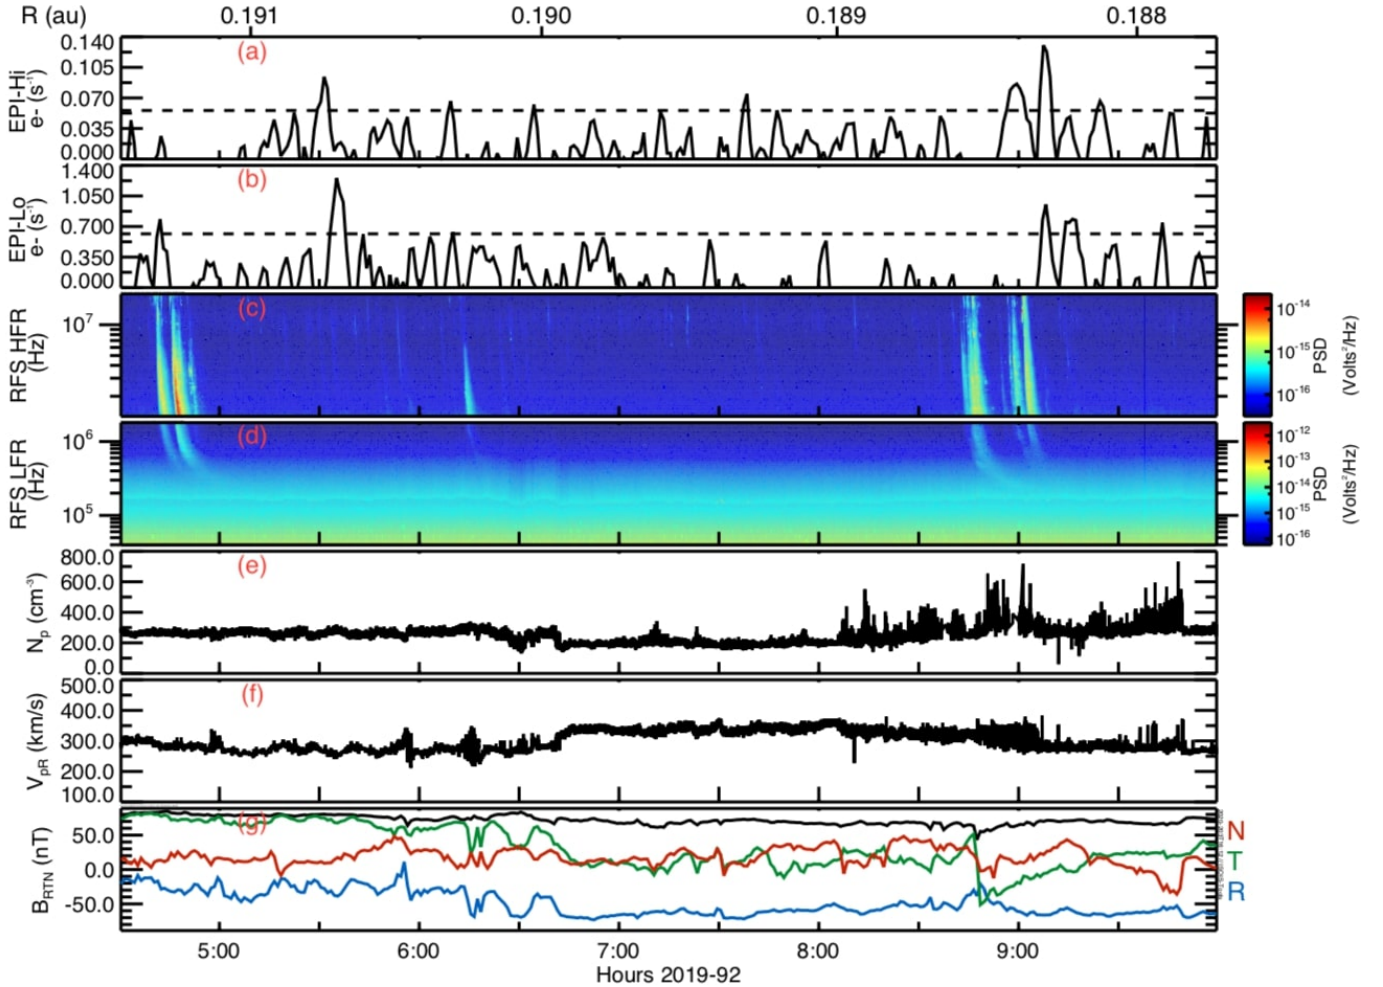 R (au) 0.191 0.190 0.189 0.188
(a)
EPI-Hi
e- (s⁻¹)
0.140
0.105
0.070
0.035
0.000
(b)
EPI-Lo
e- (s⁻¹)
1.400
1.050
0.700
0.350
0.000
(c)
RFS HFR
(Hz)
10⁷
10⁻¹⁴
10⁻¹⁵
10⁻¹⁶
PSD
(Volts²/Hz)
(d)
RFS LFR
(Hz)
10⁶
10⁵
10⁻¹²
10⁻¹³
10⁻¹⁴
10⁻¹⁵
10⁻¹⁶
PSD
(Volts²/Hz)
(e)
Nₚ (cm⁻³)
800.0
600.0
400.0
200.0
0.0
(f)
VpR (km/s)
500.0
400.0
300.0
200.0
100.0
(g)
BRTN (nT)
50.0
0.0
-50.0
N
T
R
5:00 6:00 7:00 8:00 9:00
Hours 2019-92